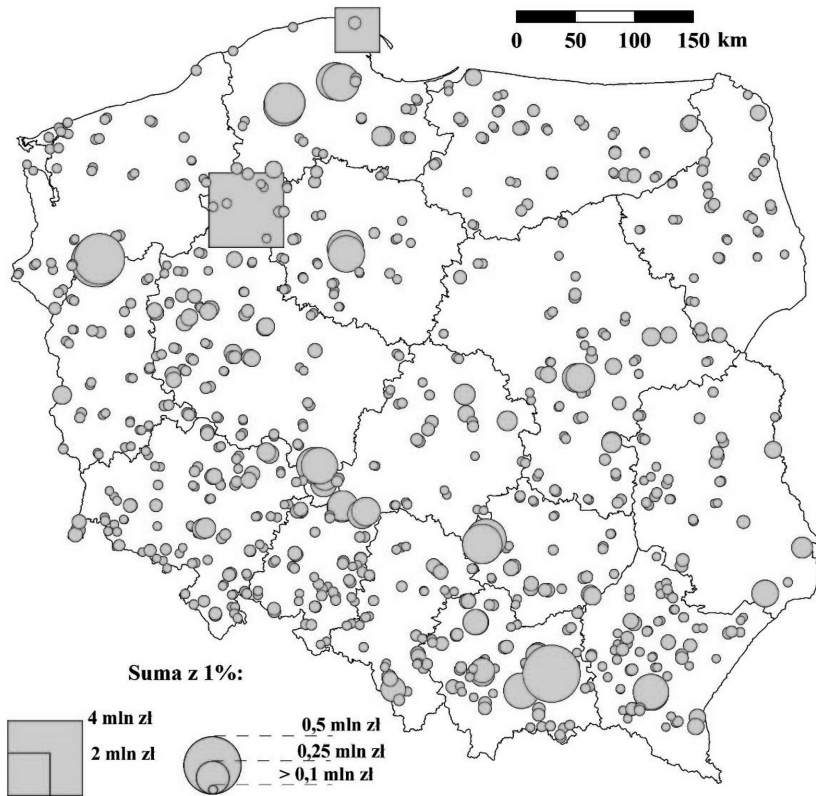 0 50 100 150 km
Suma z 1%:
4 mln zł
2 mln zł
0,5 mln zł
0,25 mln zł
> 0,1 mln zł